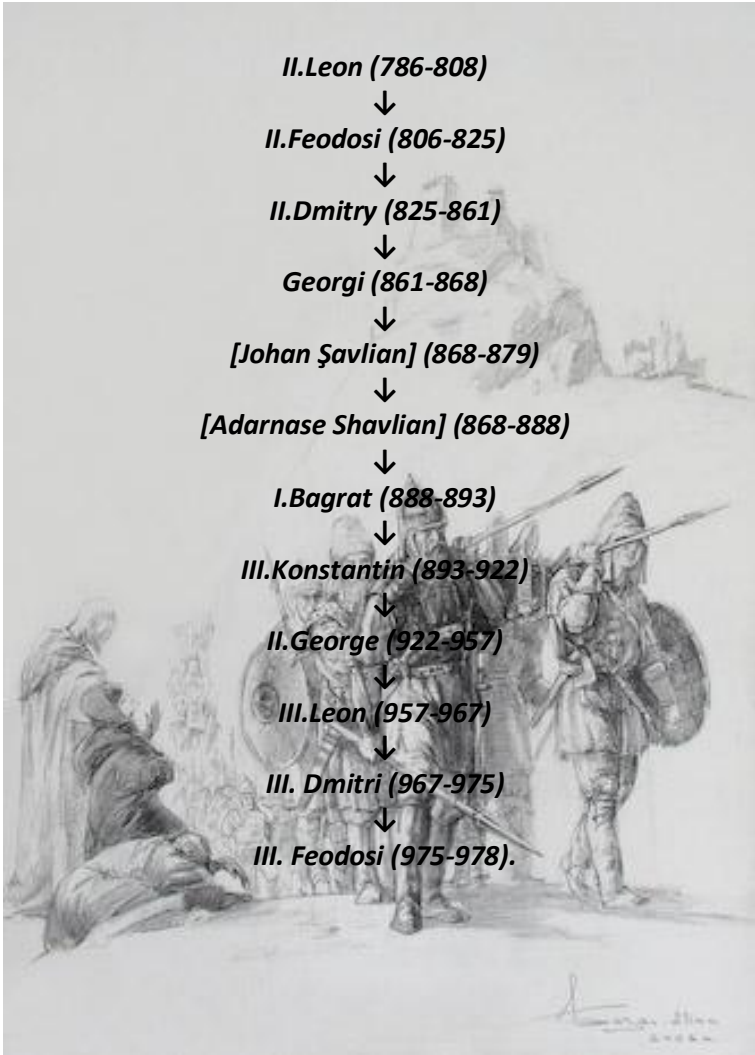 II.Leon (786-808)
↓
II.Feodosi (806-825)
↓
II.Dmitry (825-861)
↓
Georgi (861-868)
↓
[Johan Şavlian] (868-879)
↓
[Adarnase Shavlian] (868-888)
↓
I.Bagrat (888-893)
↓
III.Konstantin (893-922)
↓
II.George (922-957)
↓
III.Leon (957-967)
↓
III. Dmitri (967-975)
↓
III. Feodosi (975-978).